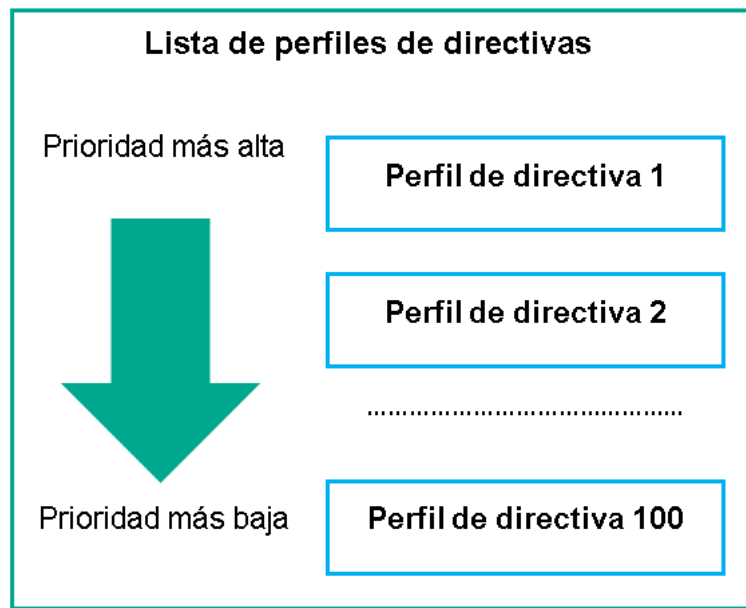 Lista de perfiles de directivas
Prioridad más alta
Perfil de directiva 1
Perfil de directiva 2
............................................
Prioridad más baja
Perfil de directiva 100